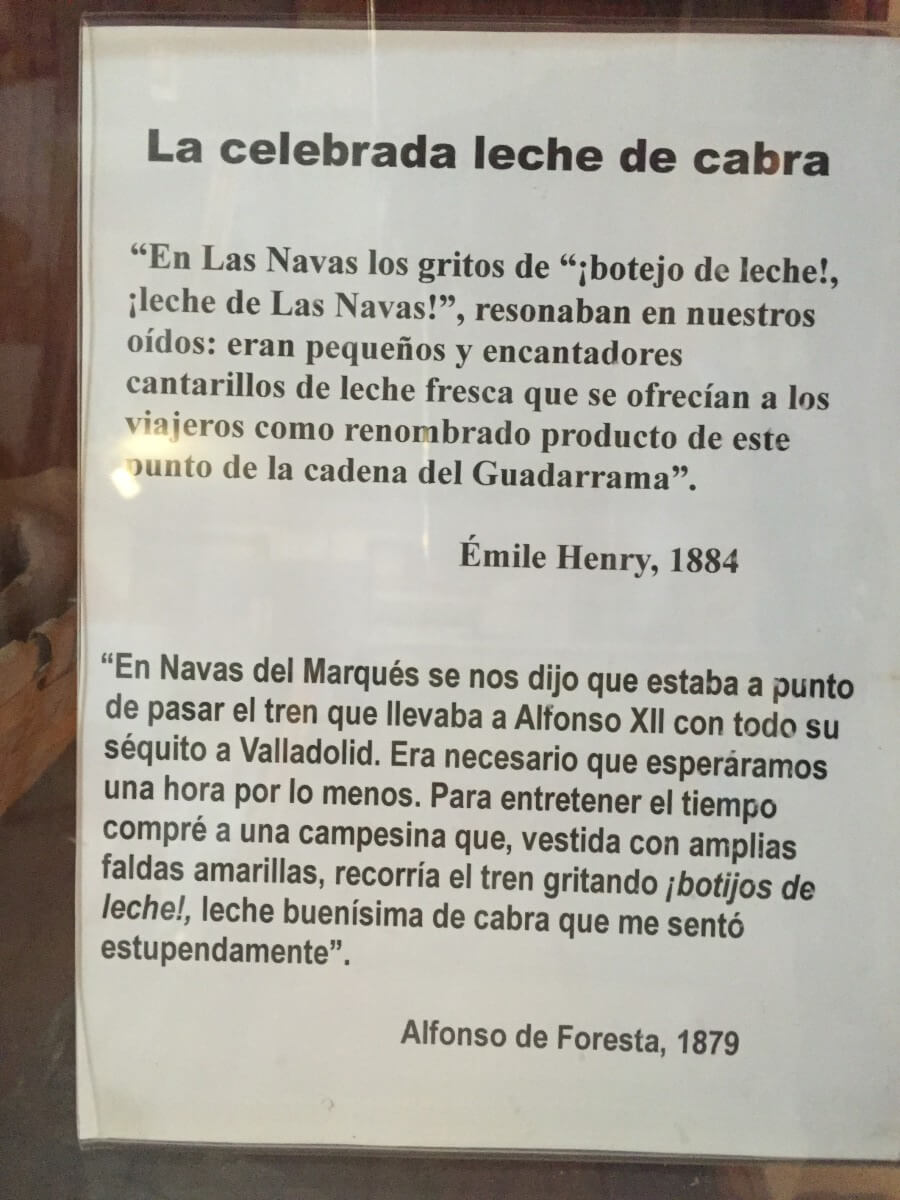 La celebrada leche de cabra
“En Las Navas los gritos de “¡botejo de leche!,
¡leche de Las Navas!”, resonaban en nuestros
oídos: eran pequeños y encantadores
cantarillos de leche fresca que se ofrecían a los
viajeros como renombrado producto de este
punto de la cadena del Guadarrama”.
Émile Henry, 1884
“En Navas del Marqués se nos dijo que estaba a punto
de pasar el tren que llevaba a Alfonso XII con todo su
séquito a Valladolid. Era necesario que esperáramos
una hora por lo menos. Para entretener el tiempo
compré a una campesina que, vestida con amplias
faldas amarillas, recorría el tren gritando ¡botijos de
leche!, leche buenísima de cabra que me sentó
estupendamente”.
Alfonso de Foresta, 1879